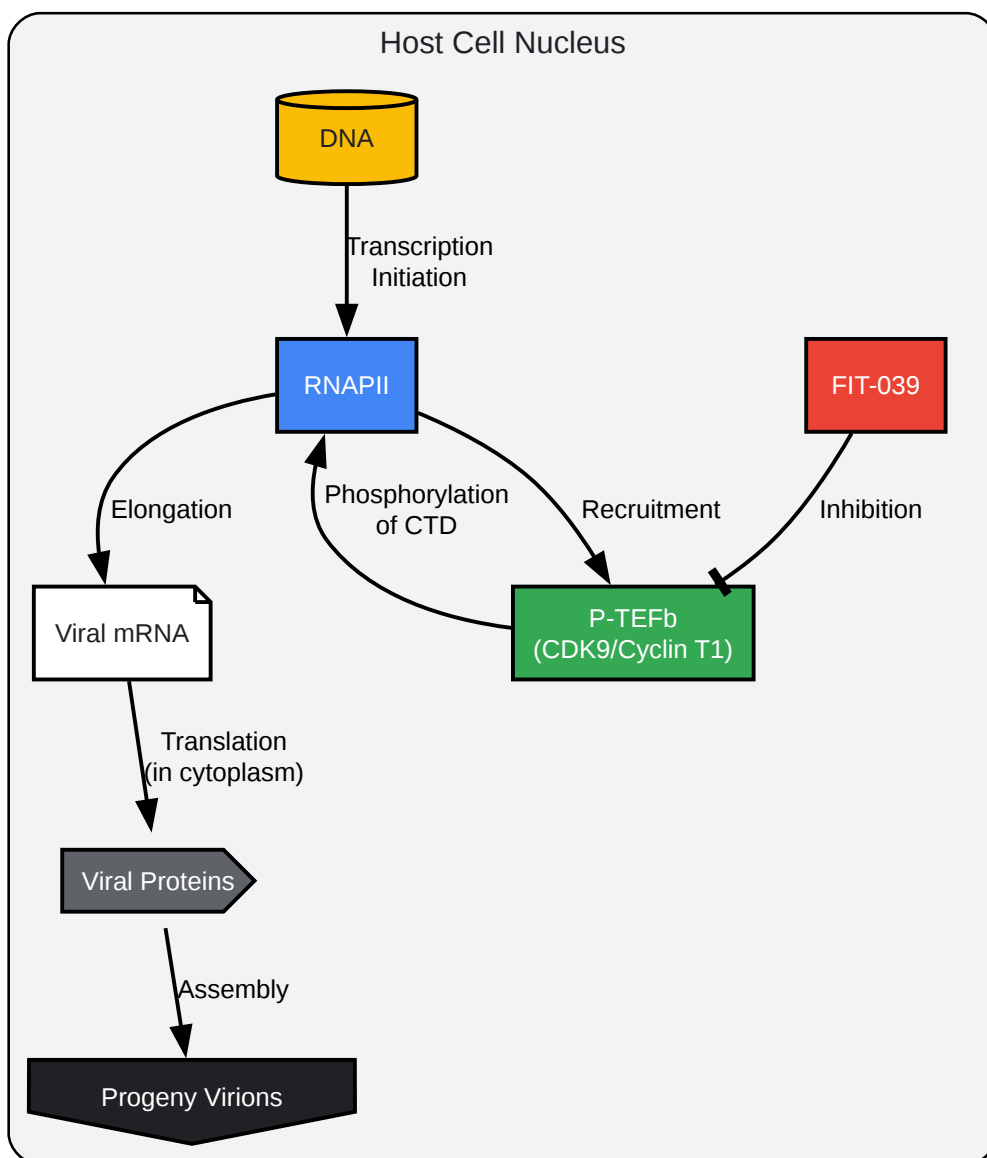 Host Cell Nucleus
DNA
Transcription
Initiation
RNAPII
FIT-039
Elongation
Phosphorylation
of CTD
Recruitment
Inhibition
Viral mRNA
P-TEFb
(CDK9/Cyclin T1)
Translation
(in cytoplasm)
Viral Proteins
Assembly
Progeny Virions